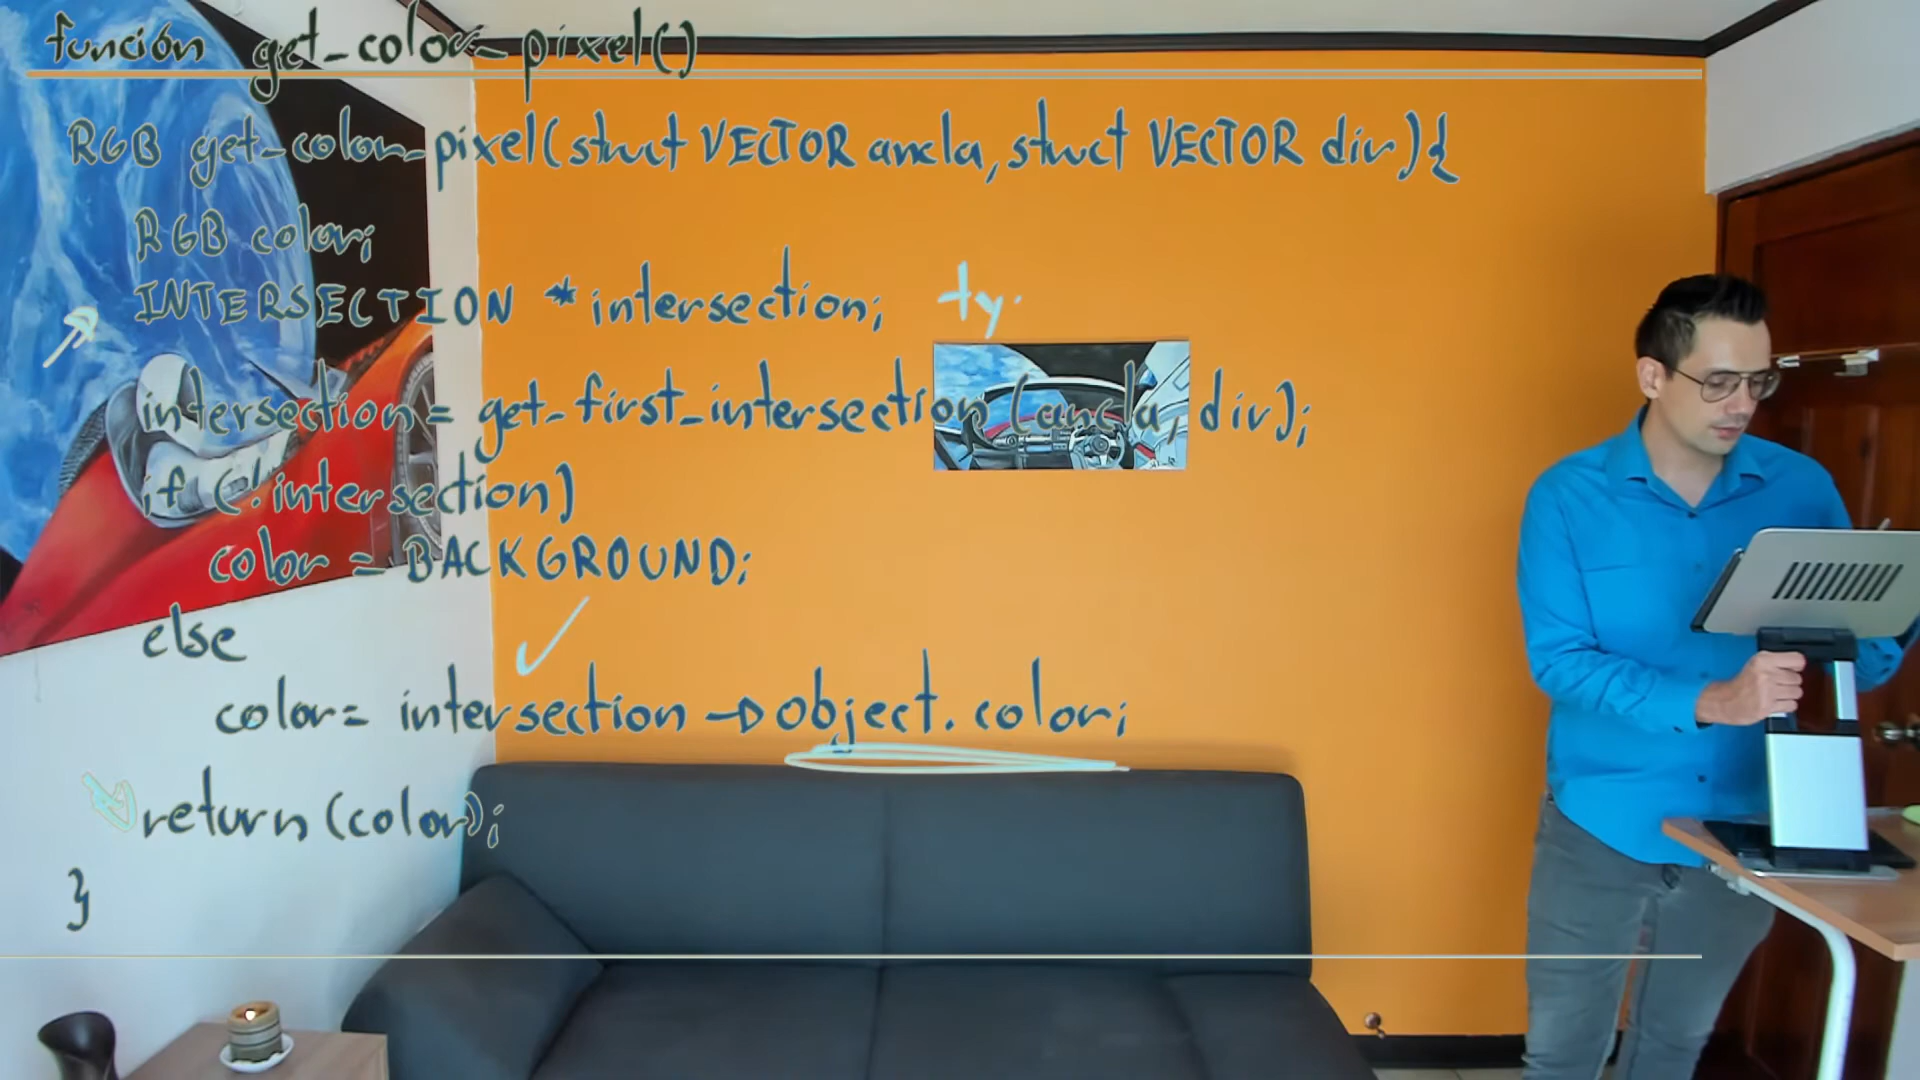 función get_color_pixel()
RGB get_color_pixel(struct VECTOR ancla, struct VECTOR dir){
RGB color;
INTERSECTION *intersection; ty.
intersection = get_first_intersection (ancla, dir);
if (!intersection)
color = BACKGROUND;
else
color = intersection → object.color;
return (color);
}